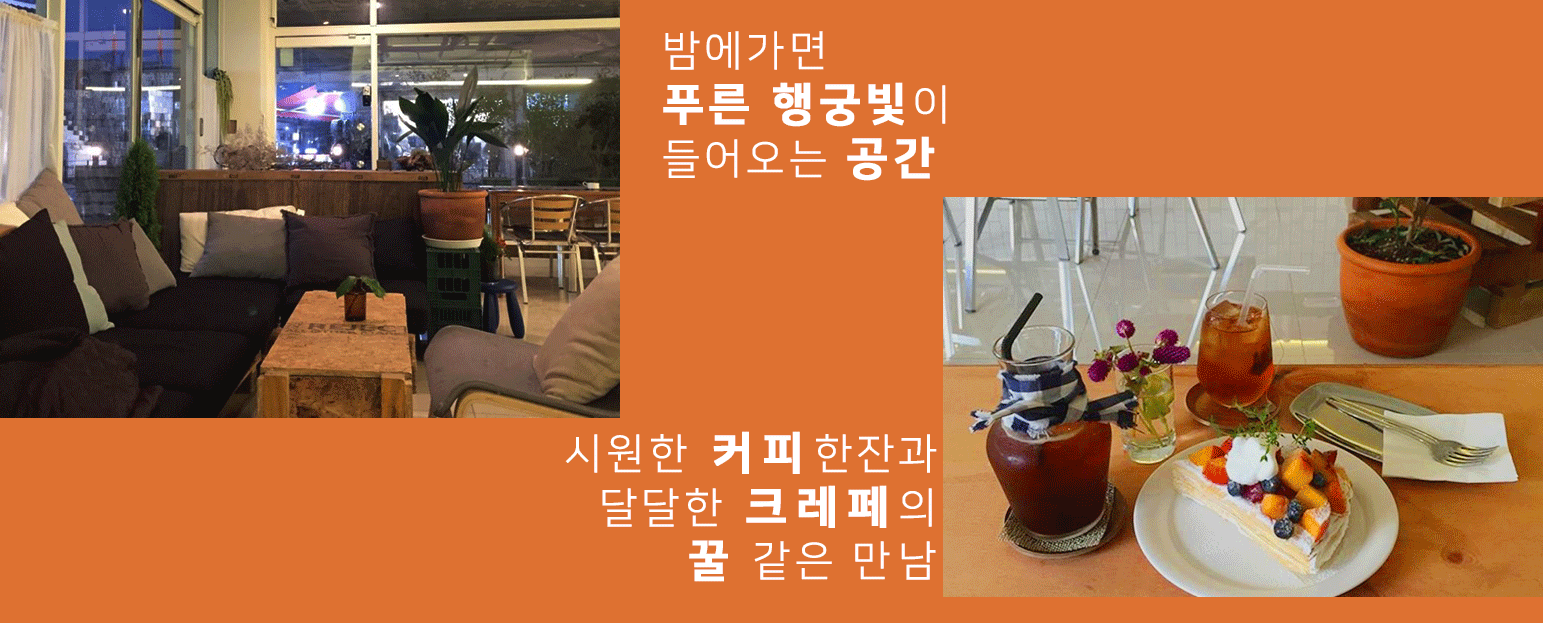 밤에가면
푸른 행궁빛이
들어오는 공간
시원한 커피한잔과
달달한 크레페의
꿀 같은 만남